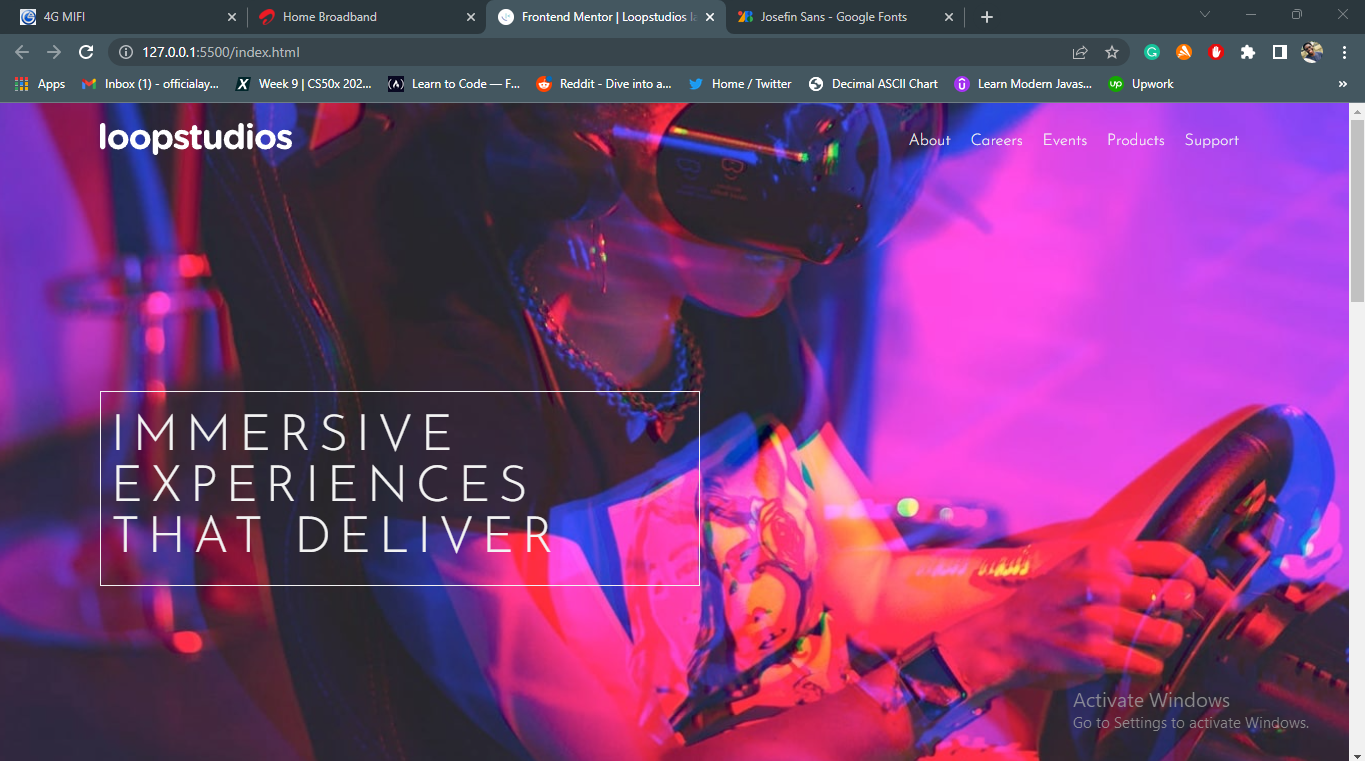 4G MIFI
Home Broadband
Frontend Mentor | Loopstudios la
Josefin Sans - Google Fonts
127.0.0.1:5500/index.html
Apps
Inbox (1) - officialay...
Week 9 | CS50x 202...
Learn to Code — F...
Reddit - Dive into a...
Home / Twitter
Decimal ASCII Chart
Learn Modern Javas...
up
Upwork
»
loopstudios
About
Careers
Events
Products
Support
IMMERSIVE
EXPERIENCES
THAT DELIVER
Activate Windows
Go to Settings to activate Windows.